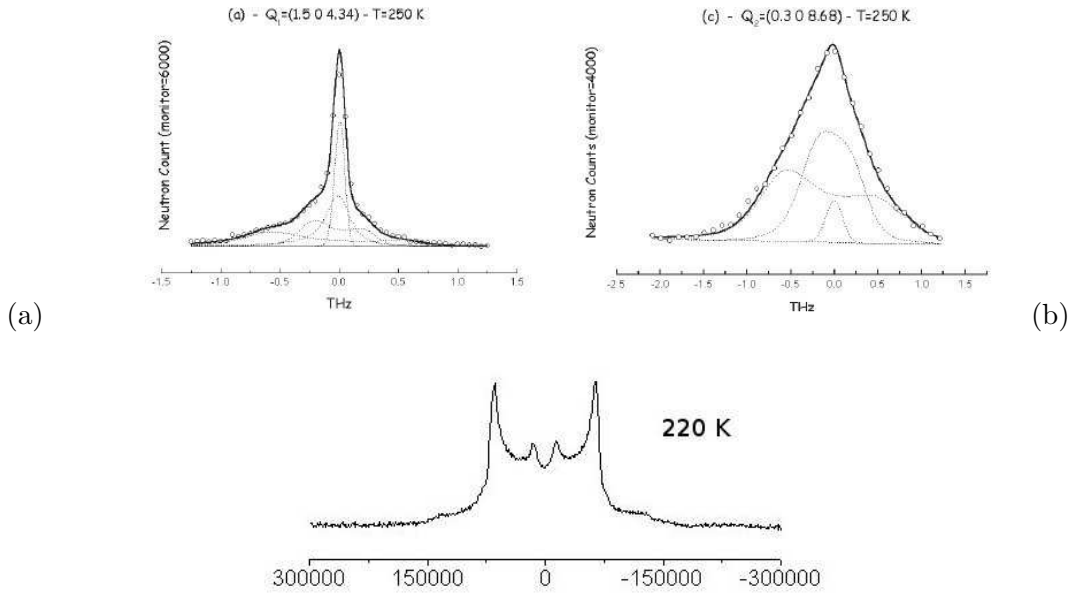 (a) - Q₁=(1.5 0 4.34) - T=250 K
Neutron Count (monitor=6000)
-1.5 -1.0 -0.5 0.0 0.5 1.0 1.5
THz
(a)
(c) - Q₂=(0.3 0 8.68) - T=250 K
Neutron Counts (monitor=4000)
-2.5 -2.0 -1.5 -1.0 -0.5 0.0 0.5 1.0 1.5
THz
(b)
220 K
300000 150000 0 -150000 -300000